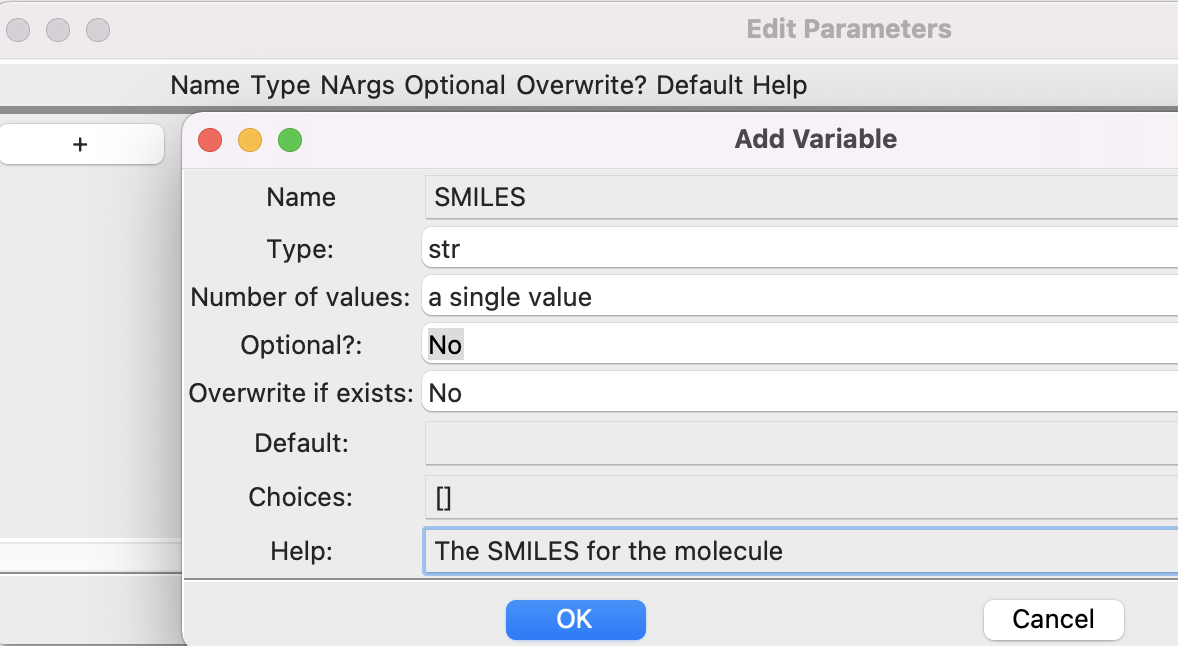 Edit Parameters
Name Type NArgs Optional Overwrite? Default Help
+
Add Variable
Name SMILES
Type: str
Number of values: a single value
Optional?: No
Overwrite if exists: No
Default:
Choices: []
Help: The SMILES for the molecule
OK Cancel